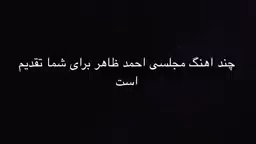 چند اهنگ مجلسی احمد ظاهر برای شما تقدیم
است